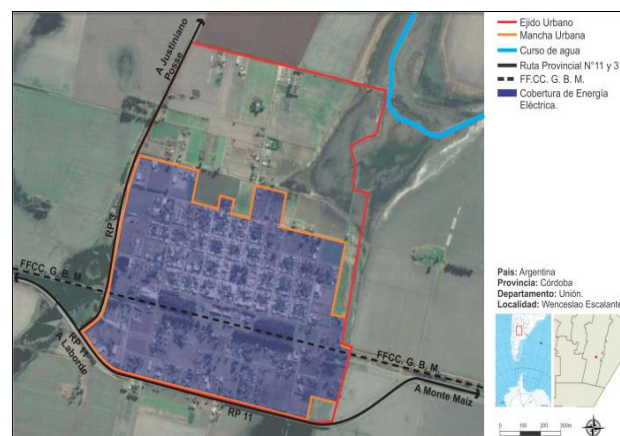 Ejido Urbano
Mancha Urbana
Curso de agua
Ruta Provincial N°11 y 3
FF.CC. G. B. M.
Cobertura de Energía
Eléctrica.
A Justiniano
Posse
RP 3
FFCC. G. B. M.
RP 11
A Laborde
RP 11
FFCC. G. B. M.
A Monte Maíz
País: Argentina
Provincia: Córdoba
Departamento: Unión.
Localidad: Wenceslao Escalante
0 100 200 300m